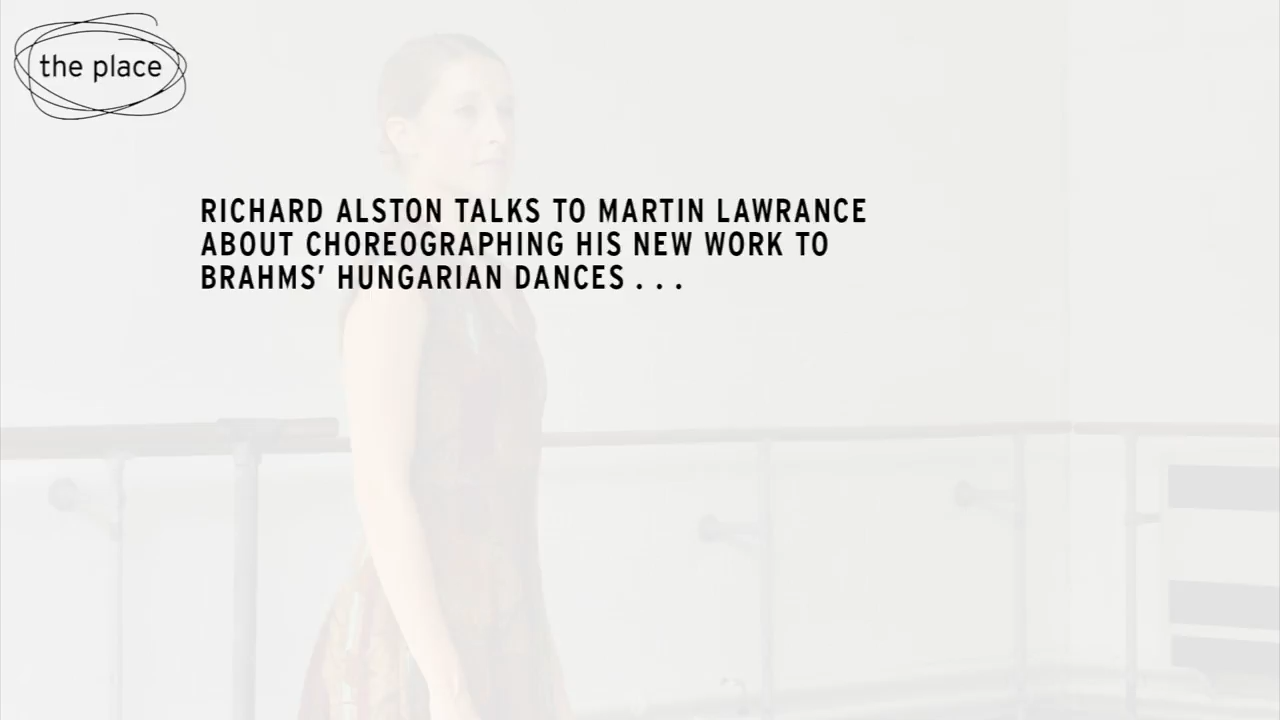 the place
RICHARD ALSTON TALKS TO MARTIN LAWRANCE
ABOUT CHOREOGRAPHING HIS NEW WORK TO
BRAHMS’ HUNGARIAN DANCES . . .